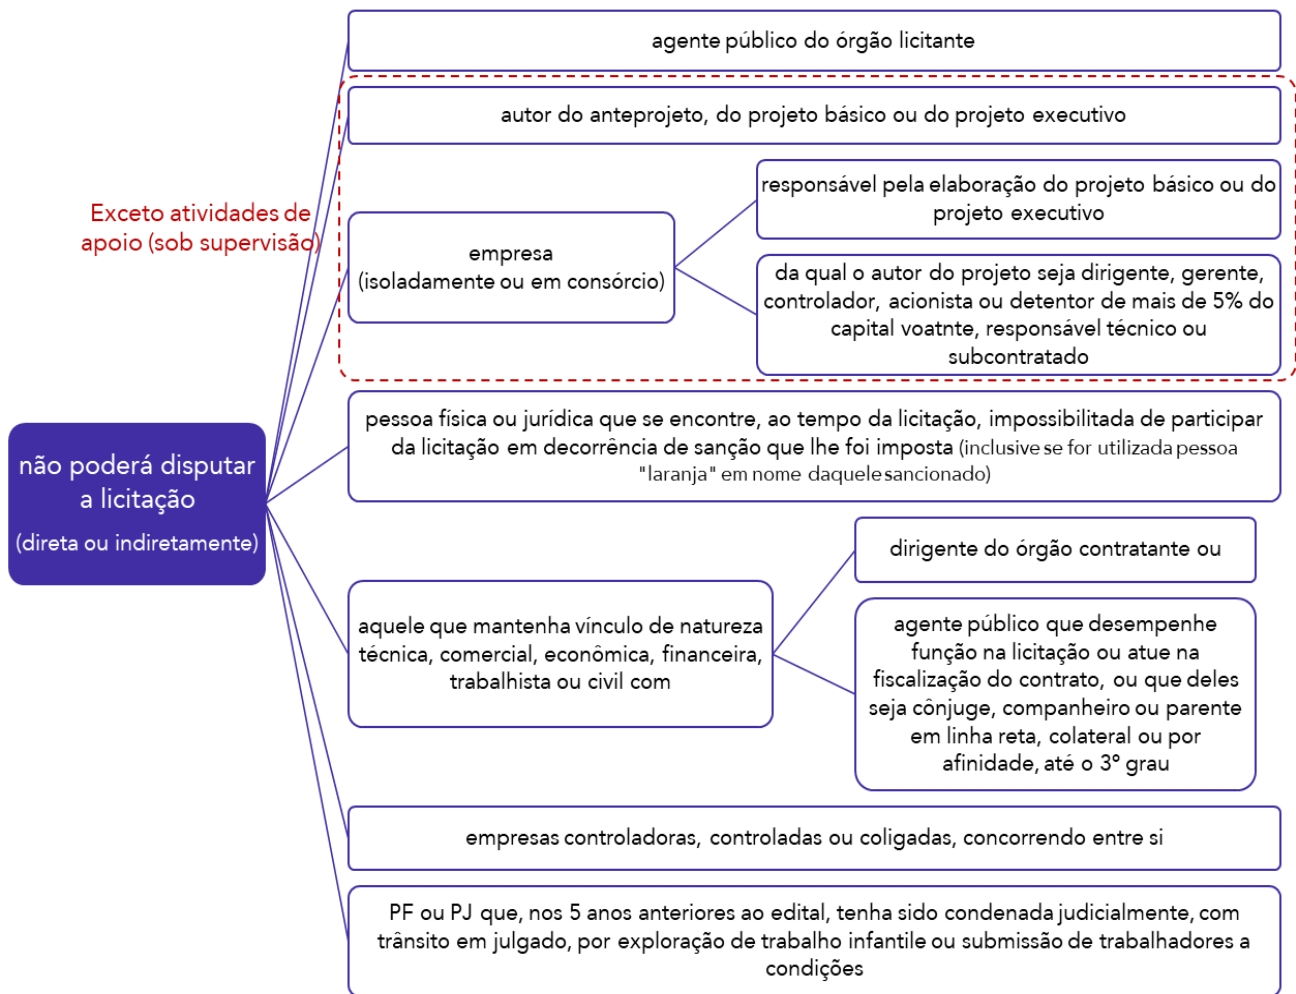 agente público do órgão licitante
autor do anteprojeto, do projeto básico ou do projeto executivo
Exceto atividades de
apoio (sob supervisão)
empresa
(isoladamente ou em consórcio)
responsável pela elaboração do projeto básico ou do
projeto executivo
da qual o autor do projeto seja dirigente, gerente,
controlador, acionista ou detentor de mais de 5% do
capital voatnte, responsável técnico ou
subcontratado
não poderá disputar
a licitação
(direta ou indiretamente)
pessoa física ou jurídica que se encontre, ao tempo da licitação, impossibilitada de participar
da licitação em decorrência de sanção que lhe foi imposta (inclusive se for utilizada pessoa
"laranja" em nome daquele sancionado)
aquele que mantenha vínculo de natureza
técnica, comercial, econômica, financeira,
trabalhista ou civil com
dirigente do órgão contratante ou
agente público que desempenhe
função na licitação ou atue na
fiscalização do contrato, ou que deles
seja cônjuge, companheiro ou parente
em linha reta, colateral ou por
afinidade, até o 3º grau
empresas controladoras, controladas ou coligadas, concorrendo entre si
PF ou PJ que, nos 5 anos anteriores ao edital, tenha sido condenada judicialmente, com
trânsito em julgado, por exploração de trabalho infantile ou submissão de trabalhadores a
condições